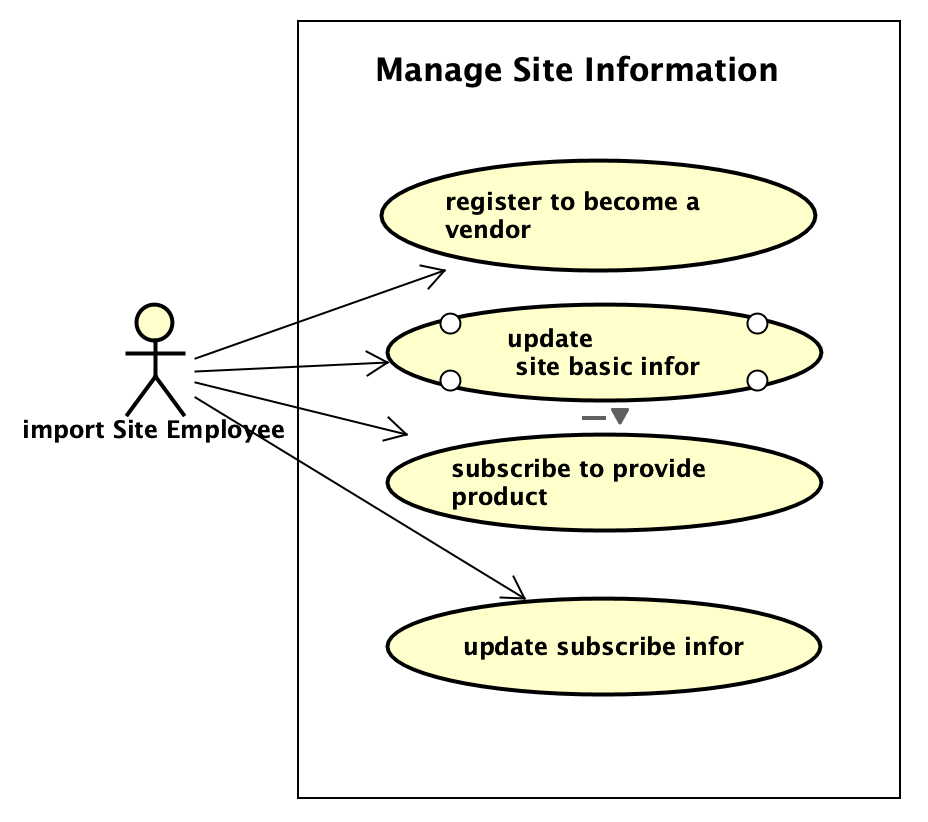 Manage Site Information
register to become a
vendor
update
site basic infor
import Site Employee
subscribe to provide
product
update subscribe infor